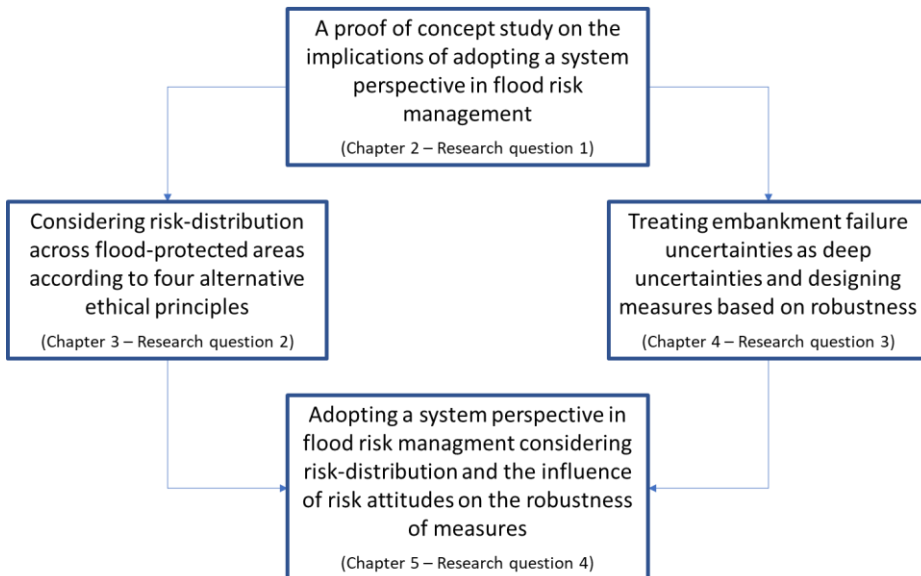 A proof of concept study on the
implications of adopting a system
perspective in flood risk
management
(Chapter 2 – Research question 1)
Considering risk-distribution
across flood-protected areas
according to four alternative
ethical principles
(Chapter 3 – Research question 2)
Treating embankment failure
uncertainties as deep
uncertainties and designing
measures based on robustness
(Chapter 4 – Research question 3)
Adopting a system perspective in
flood risk managment considering
risk-distribution and the influence
of risk attitudes on the robustness
of measures
(Chapter 5 – Research question 4)